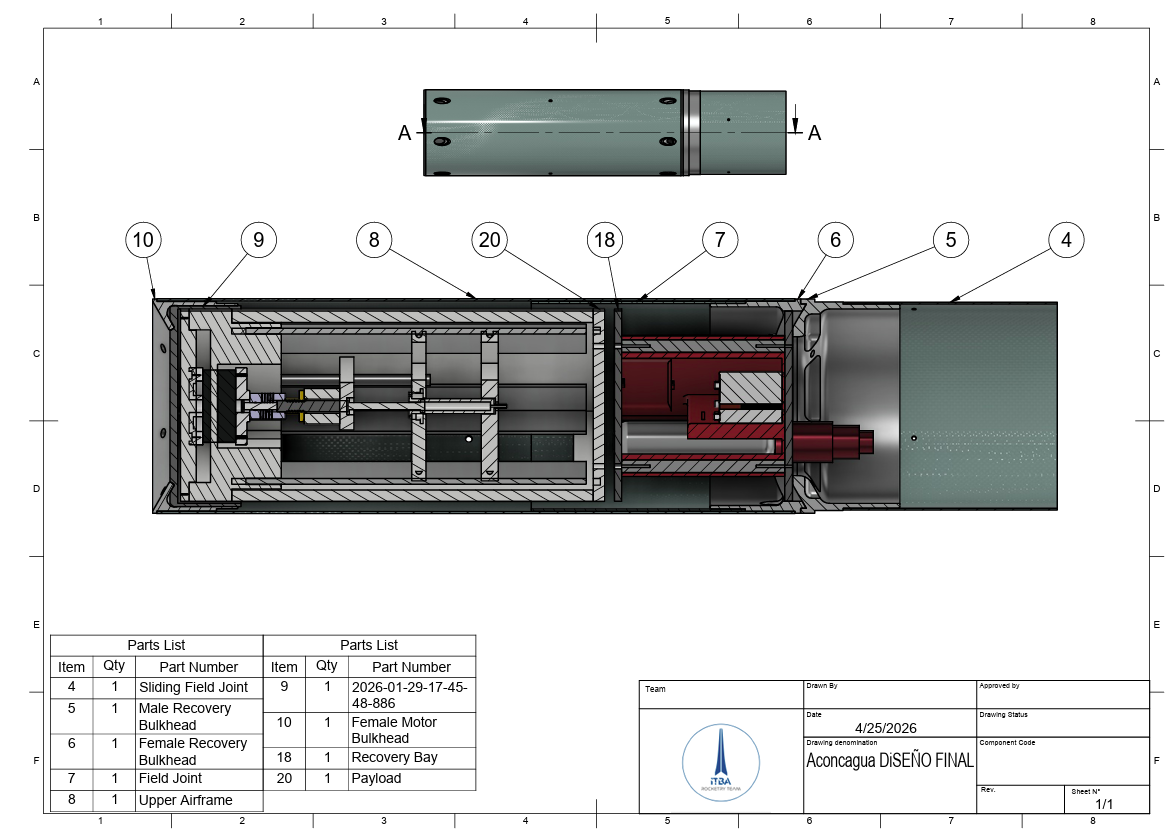 1 2 3 4 5 6 7 8
A A
A A
B B
10 9 8 20 18 7 6 5 4
C C
D D
E E
Parts List
Item Qty Part Number
4 1 Sliding Field Joint
5 1 Male Recovery
Bulkhead
6 1 Female Recovery
Bulkhead
7 1 Field Joint
8 1 Upper Airframe
Parts List
Item Qty Part Number
9 1 2026-01-29-17-45-
48-886
10 1 Female Motor
Bulkhead
18 1 Recovery Bay
20 1 Payload
Team
Drawn By
Approved by
Date
4/25/2026
Drawing Status
Drawing denomination
Aconcagua DiSEÑO FINAL
Component Code
Rev.
Sheet N°
1/1
iTBA
ROCKETRY TEAM
F F
1 2 3 4 5 6 7 8